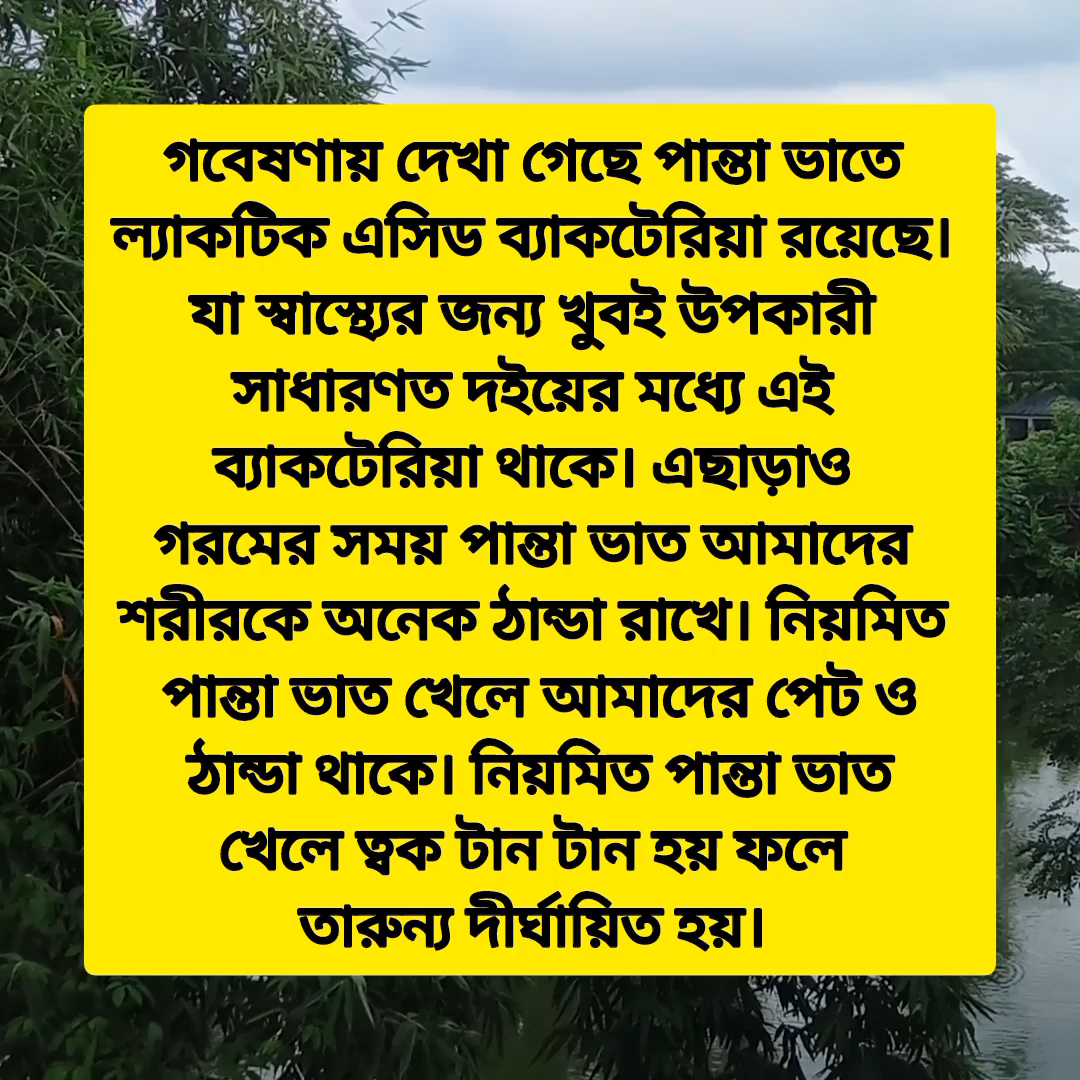 গবেষণায় দেখা গেছে পান্তা ভাতে
ল্যাকটিক এসিড ব্যাকটেরিয়া রয়েছে।
যা স্বাস্থ্যের জন্য খুবই উপকারী
সাধারণত দইয়ের মধ্যে এই
ব্যাকটেরিয়া থাকে। এছাড়াও
গরমের সময় পান্তা ভাত আমাদের
শরীরকে অনেক ঠান্ডা রাখে। নিয়মিত
পান্তা ভাত খেলে আমাদের পেট ও
ঠান্ডা থাকে। নিয়মিত পান্তা ভাত
খেলে ত্বক টান টান হয় ফলে
তারুন্য দীর্ঘায়িত হয়।